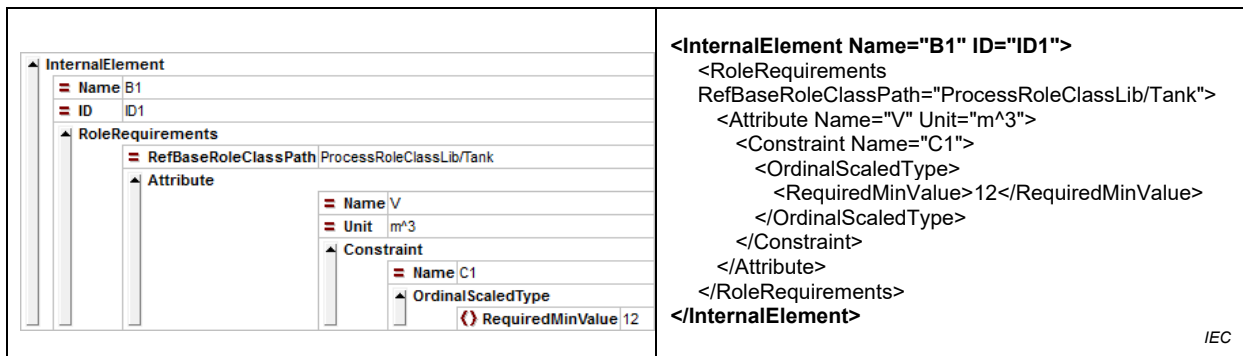 InternalElement
= Name B1
= ID ID1
RoleRequirements
= RefBaseRoleClassPath ProcessRoleClassLib/Tank
Attribute
= Name V
= Unit m^3
Constraint
= Name C1
OrdinalScaledType
() RequiredMinValue 12
<InternalElement Name="B1" ID="ID1">
<RoleRequirements
RefBaseRoleClassPath="ProcessRoleClassLib/Tank">
<Attribute Name="V" Unit="m^3">
<Constraint Name="C1">
<OrdinalScaledType>
<RequiredMinValue>12</RequiredMinValue>
</OrdinalScaledType>
</Constraint>
</Attribute>
</RoleRequirements>
</InternalElement>
IEC